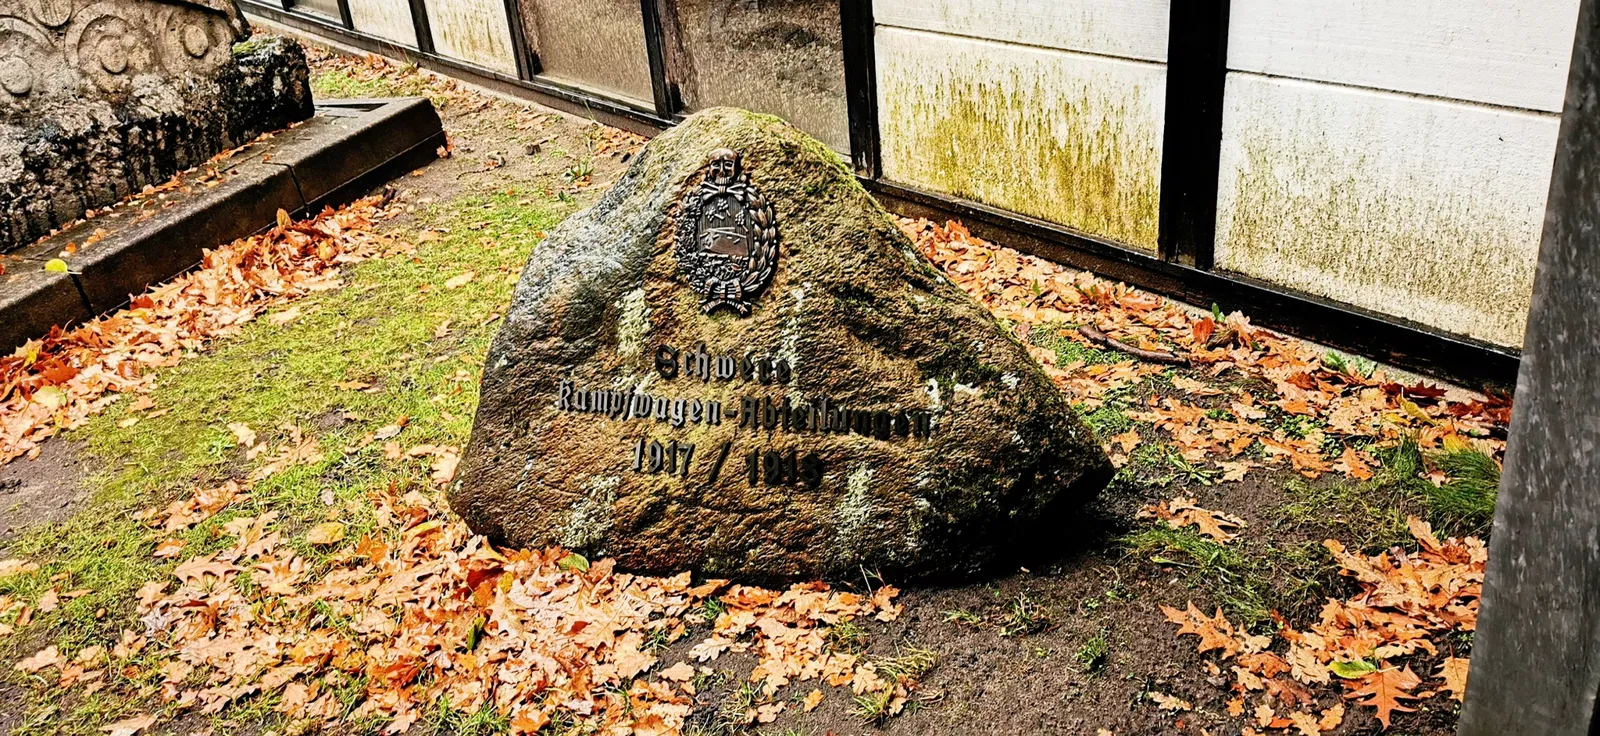 Schwere
Kampfwagen-Abteilungen
1917 / 1918